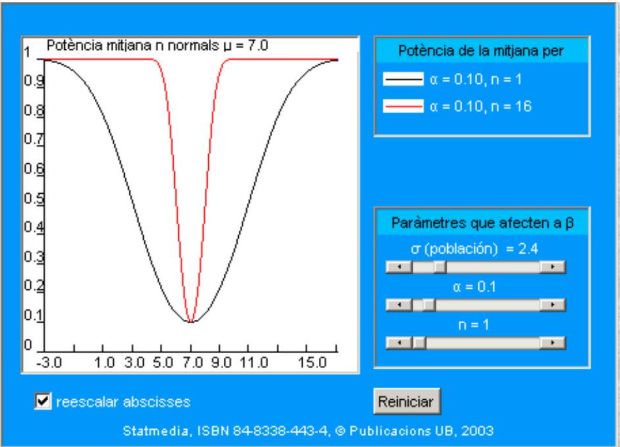 Potència mitjana n normals μ = 7.0
1
0.9
0.8
0.7
0.6
0.5
0.4
0.3
0.2
0.1
0
-3.0 1.0 3.0 5.0 7.0 9.0 11.0 15.0
Potència de la mitjana per
α = 0.10, n = 1
α = 0.10, n = 16
Paràmetres que afecten a β
σ (población) = 2.4
α = 0.1
n = 1
reescalar abscisses
Reiniciar
Statmedia, ISBN 84-8338-443-4, © Publicacions UB, 2003